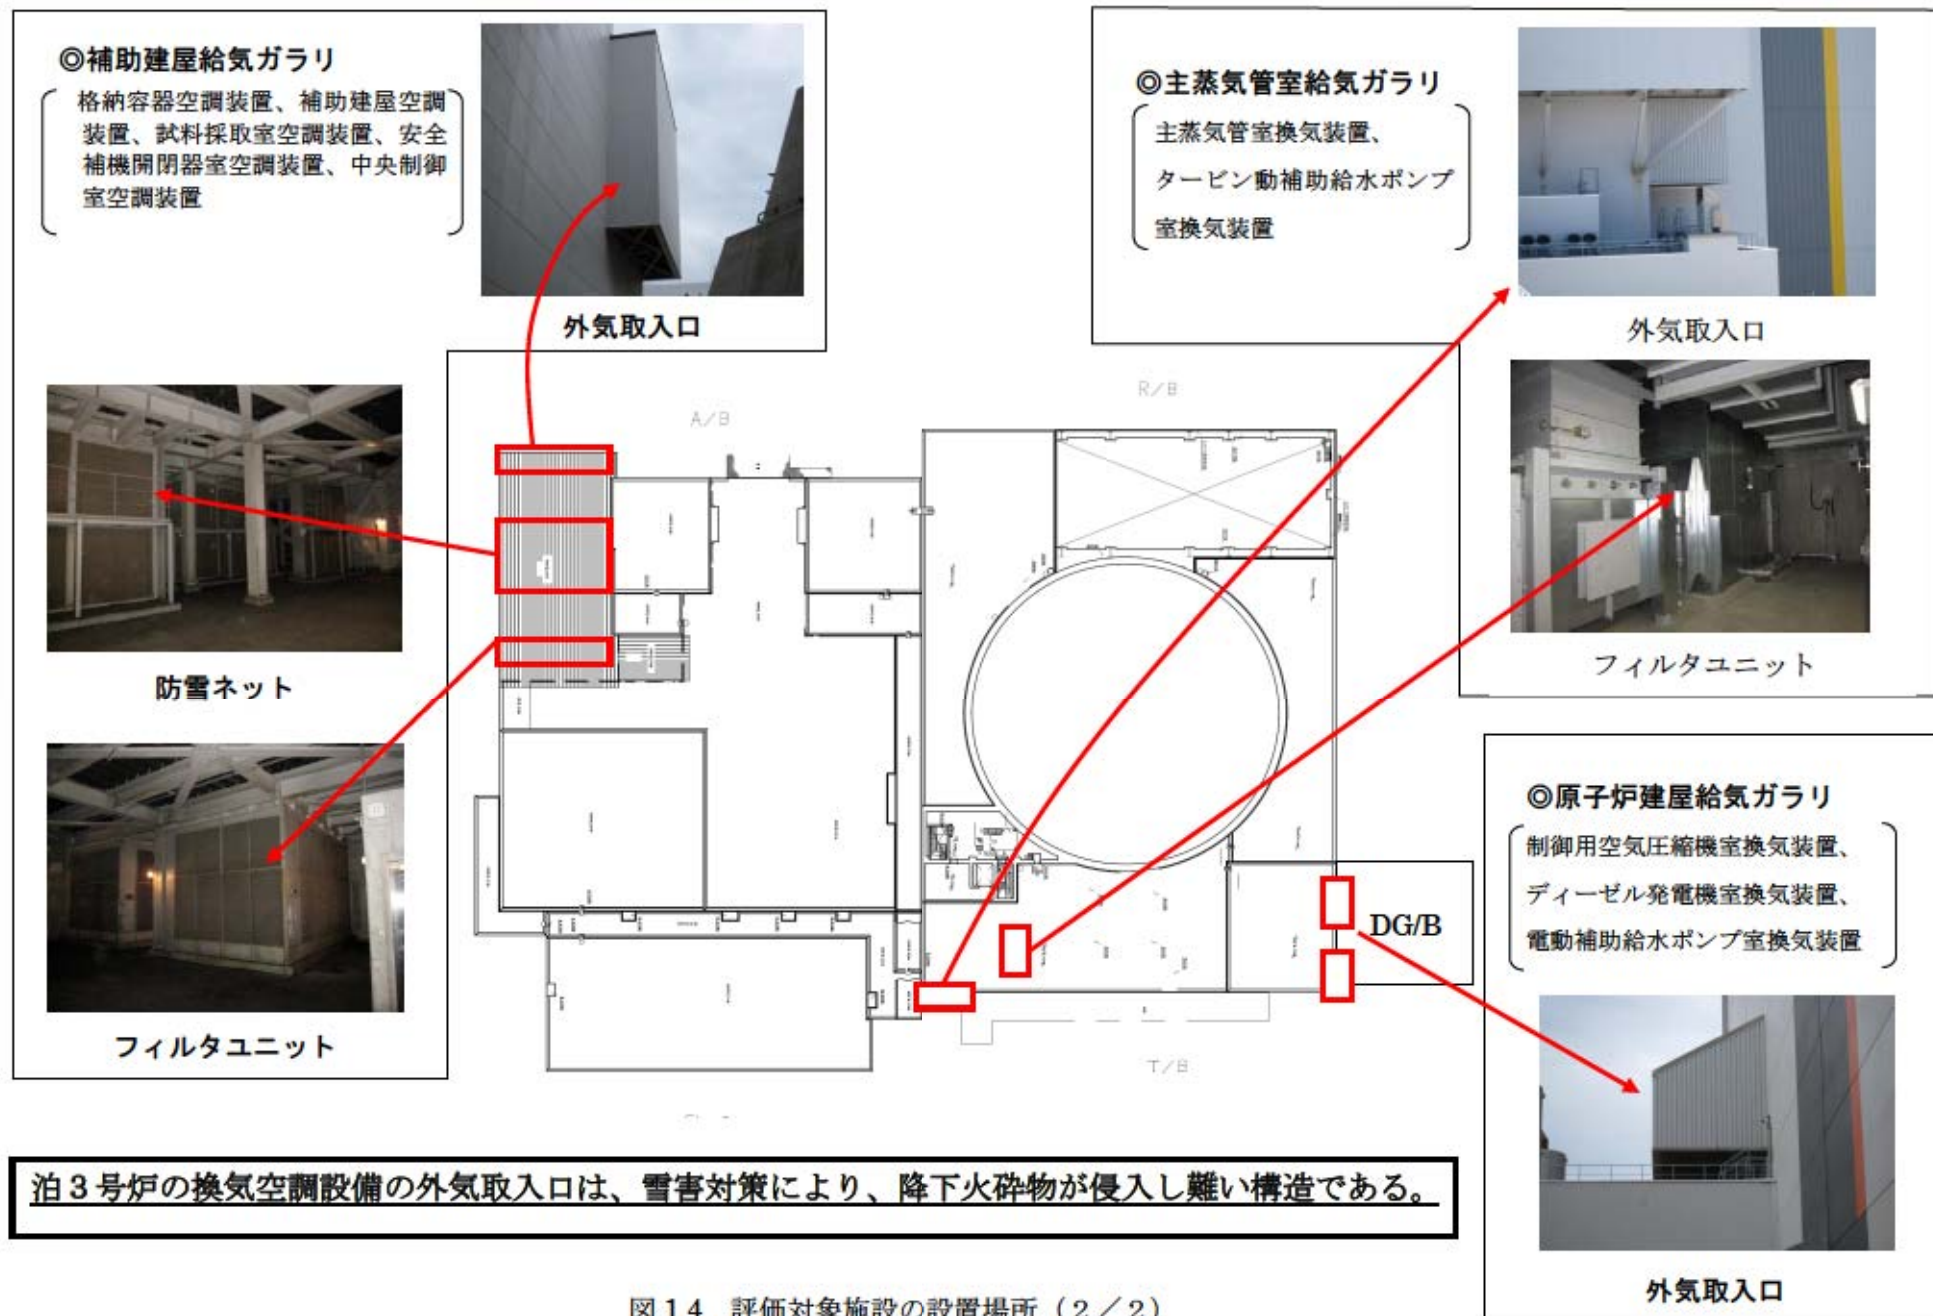 ◎補助建屋給気ガラリ
格納容器空調装置、補助建屋空調
装置、試料採取室空調装置、安全
補機開閉器室空調装置、中央制御
室空調装置
外気取入口
防雪ネット
フィルタユニット
◎主蒸気管室給気ガラリ
主蒸気管室換気装置、
タービン動補助給水ポンプ
室換気装置
外気取入口
フィルタユニット
A/B
R/B
DG/B
T/B
◎原子炉建屋給気ガラリ
制御用空気圧縮機室換気装置、
ディーゼル発電機室換気装置、
電動補助給水ポンプ室換気装置
外気取入口
泊3号炉の換気空調設備の外気取入口は、雪害対策により、降下火砕物が侵入し難い構造である。
図14 評価対象施設の設置場所（2／2）